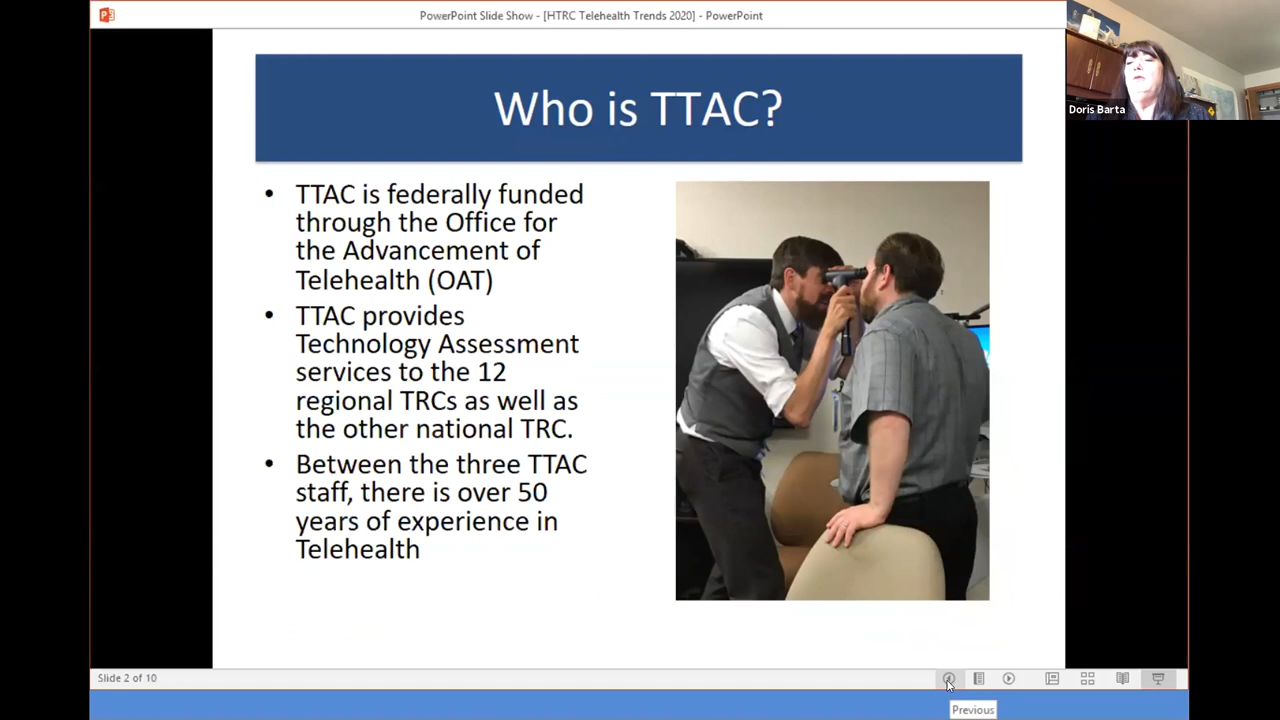 PowerPoint Slide Show - [HTRC Telehealth Trends 2020] - PowerPoint
Who is TTAC?
Doris Barta
• TTAC is federally funded
through the Office for
the Advancement of
Telehealth (OAT)
• TTAC provides
Technology Assessment
services to the 12
regional TRCs as well as
the other national TRC.
• Between the three TTAC
staff, there is over 50
years of experience in
Telehealth
Slide 2 of 10
Previous